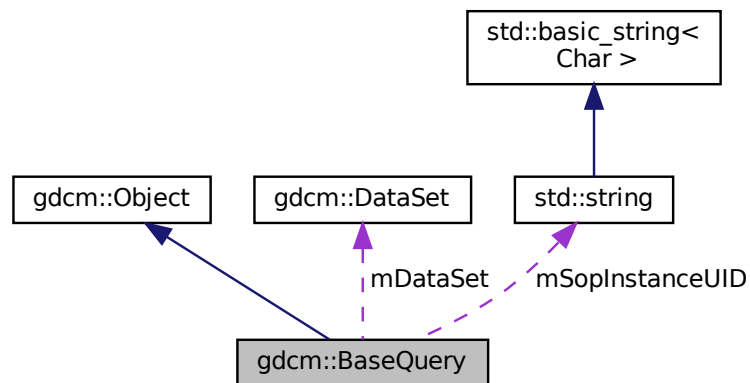 std::basic_string<
Char >
gdcm::Object
gdcm::DataSet
std::string
mDataSet
mSopInstanceUID
gdcm::BaseQuery